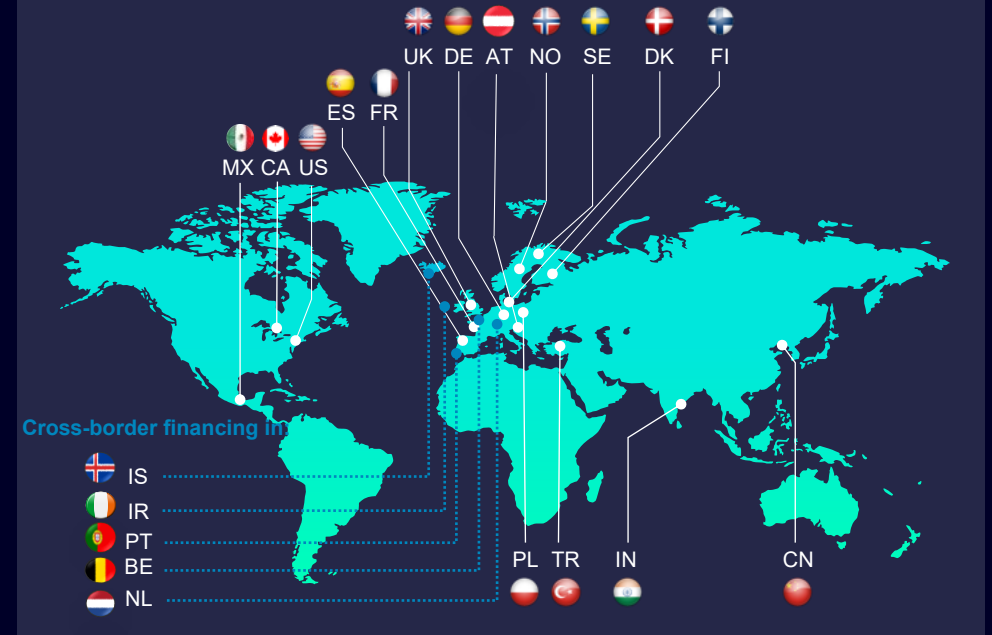 UK DE AT NO SE DK FI
ES FR
MX CA US
Cross-border financing in
IS
IR
PT
BE
NL
PL TR IN CN